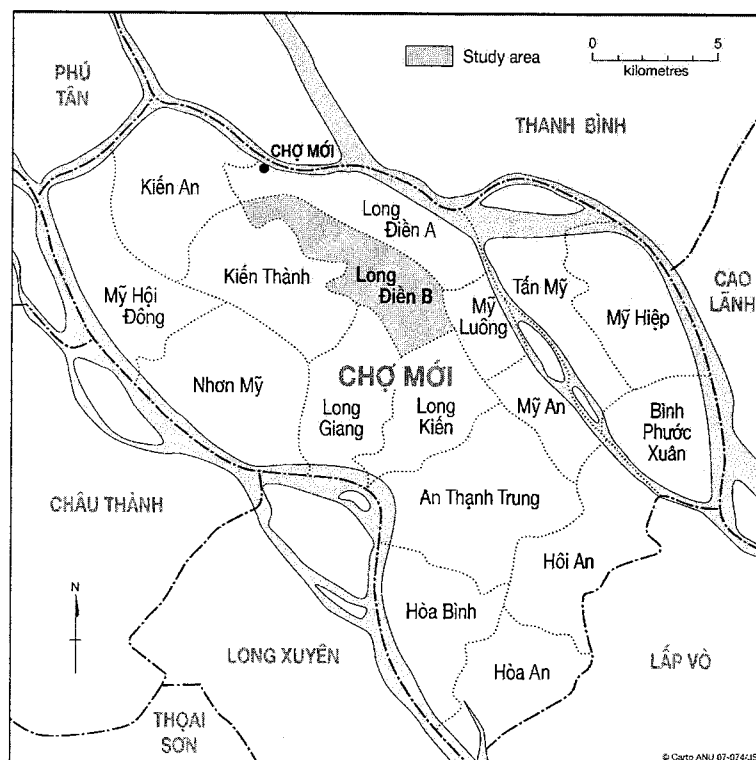 PHÚ
TÂN
Study area
0 5
kilometres
THANH BÌNH
CHỢ MỚI
Kiến An
Long
Điền A
Kiến Thành
Long
Điền B
Tấn Mỹ
CAO
LÃNH
Mỹ Hội
Đông
Mỹ
Luông
Mỹ Hiệp
Nhơn Mỹ
CHỢ MỚI
Long
Giang
Long
Kiến
Mỹ An
Bình
Phước
Xuân
CHÂU THÀNH
An Thạnh Trung
Hôi An
N
Hòa Bình
LONG XUYÊN
Hòa An
LẤP VÒ
THỌAI
SƠN
© Carto ANU 07-074/JS